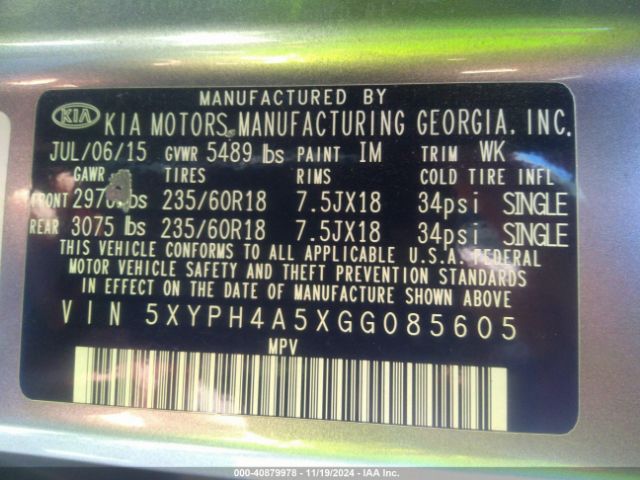 MANUFACTURED BY
KIA KIA MOTORS MANUFACTURING GEORGIA, INC.
JUL/06/15 GVWR 5489 lbs PAINT IM TRIM WK
GAWR TIRES RIMS COLD TIRE INFL
FRONT lbs 235/60R18 7.5JX18 34psi SINGLE
REAR 3075 lbs 235/60R18 7.5JX18 34psi SINGLE
THIS VEHICLE CONFORMS TO ALL APPLICABLE U.S.A. FEDERAL
MOTOR VEHICLE SAFETY AND THEFT PREVENTION STANDARDS
IN EFFECT ON THE DATE OF MANUFACTURE SHOWN ABOVE
VIN 5XYPH4A5XGG085605
MPV
000-40879978 - 11/19/2024 - IAA Inc.